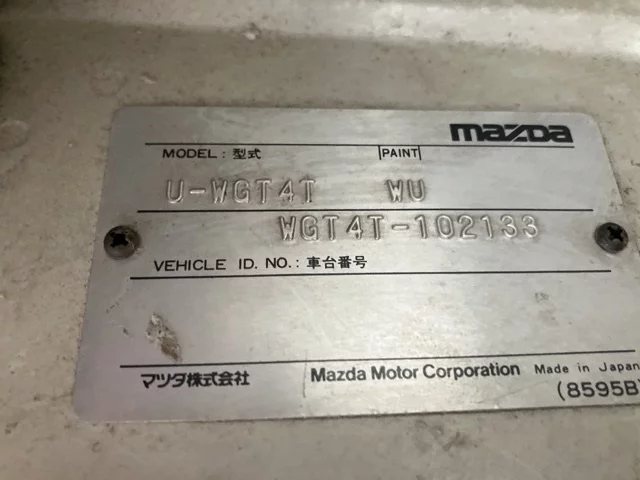 mazda
MODEL : 型式 PAINT
U-WGT4T WU
WGT4T-102133
VEHICLE ID. NO. : 車台番号
マツダ株式会社 Mazda Motor Corporation Made in Japan
(8595B)